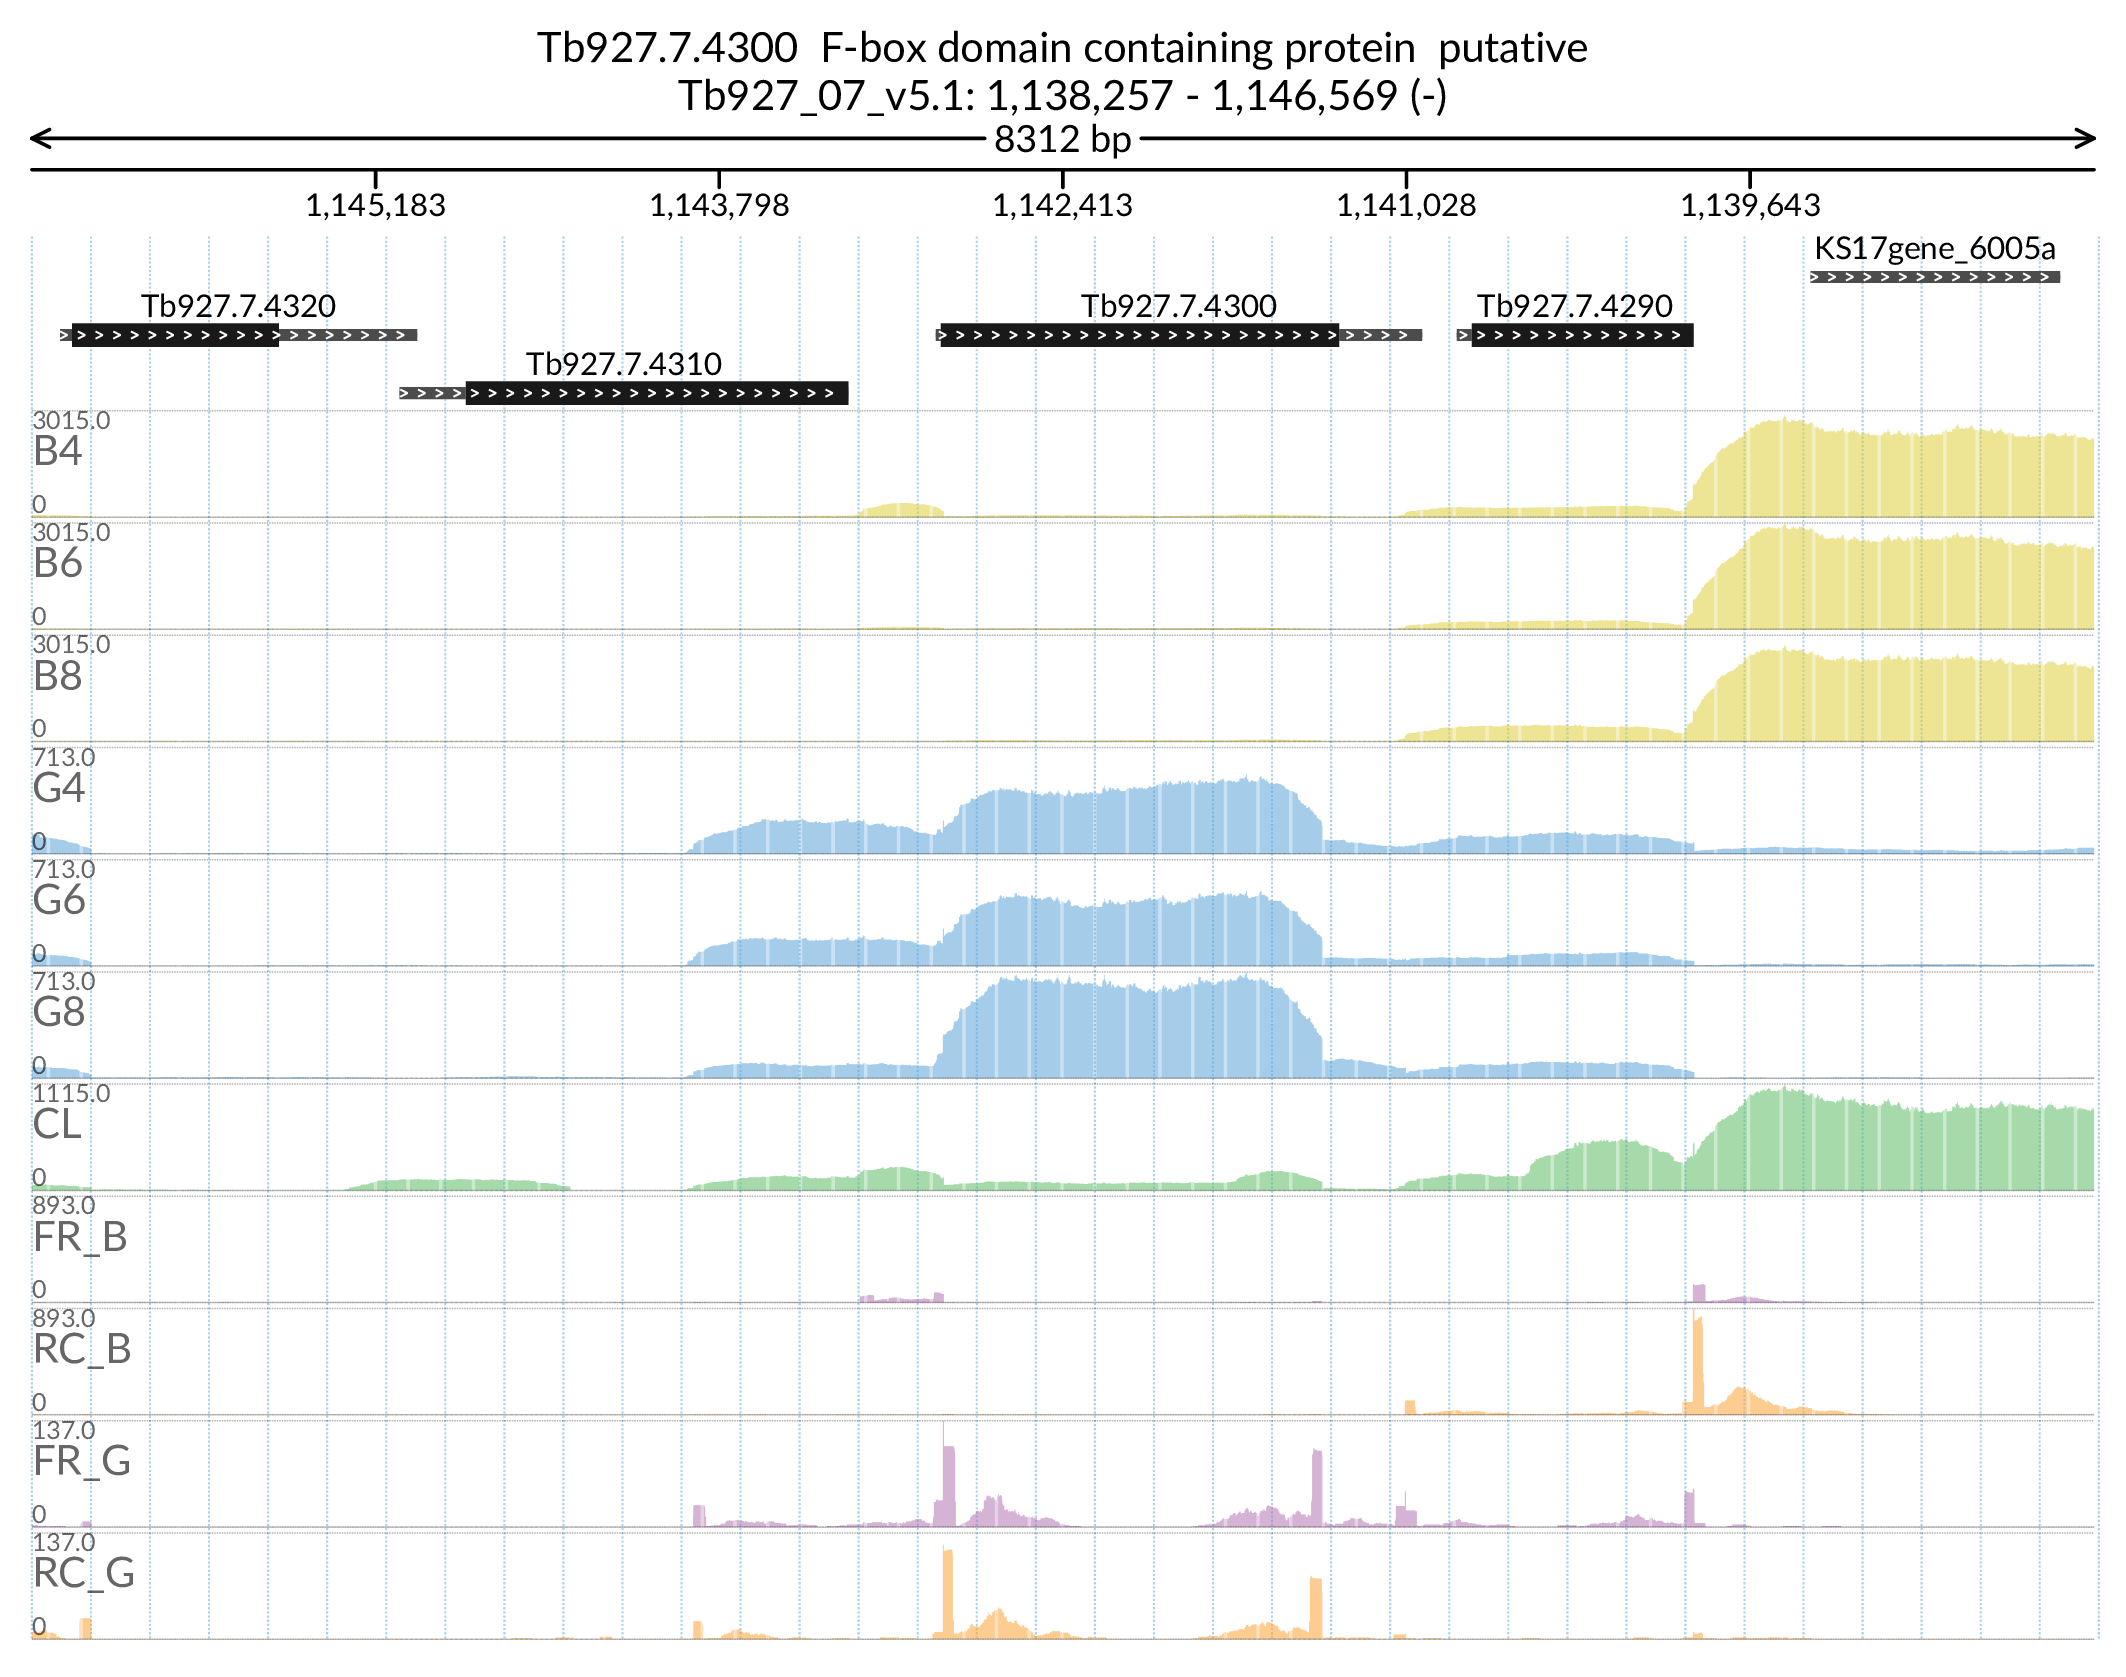 Tb927.7.4300  F-box domain containing protein  putative
Tb927_07_v5.1: 1,138,257 - 1,146,569 (-)
8312 bp
1,145,183 1,143,798 1,142,413 1,141,028 1,139,643
KS17gene_6005a
Tb927.7.4320 Tb927.7.4300 Tb927.7.4290
Tb927.7.4310
3015.0
B4
0
3015.0
B6
0
3015.0
B8
0
713.0
G4
0
713.0
G6
0
713.0
G8
0
1115.0
CL
0
893.0
FR_B
0
893.0
RC_B
0
137.0
FR_G
0
137.0
RC_G
0